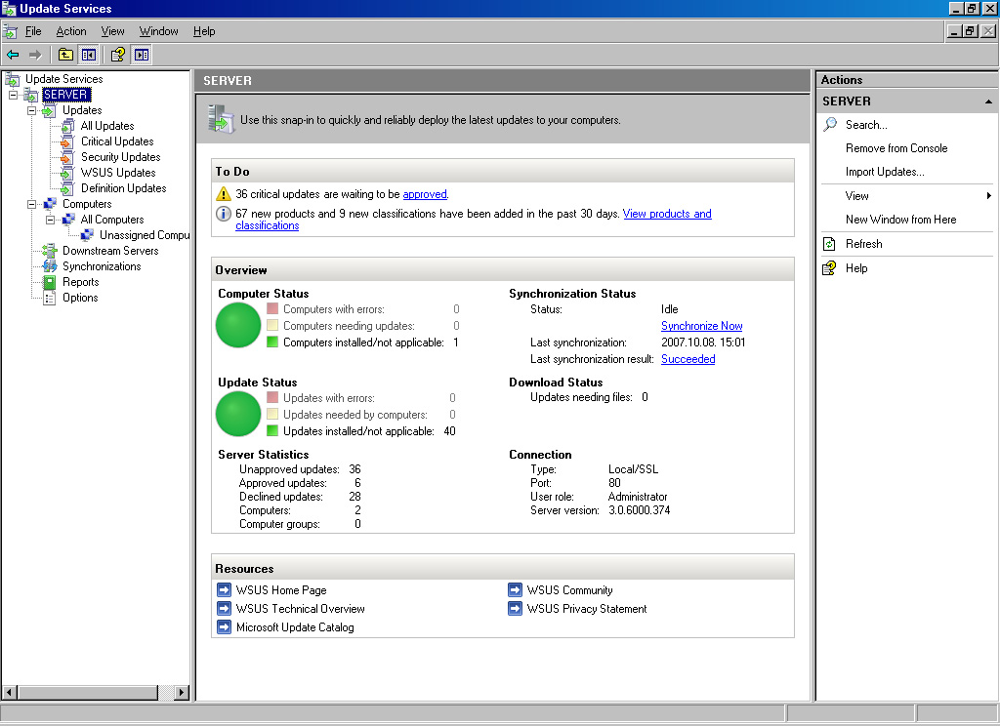 Update Services
File Action View Window Help
Update Services
SERVER
Updates
All Updates
Critical Updates
Security Updates
WSUS Updates
Definition Updates
Computers
All Computers
Unassigned Compu
Downstream Servers
Synchronizations
Reports
Options
SERVER
Use this snap-in to quickly and reliably deploy the latest updates to your computers.
To Do
36 critical updates are waiting to be approved.
67 new products and 9 new classifications have been added in the past 30 days. View products and
classifications
Overview
Computer Status
Computers with errors: 0
Computers needing updates: 0
Computers installed/not applicable: 1
Update Status
Updates with errors: 0
Updates needed by computers: 0
Updates installed/not applicable: 40
Server Statistics
Unapproved updates: 36
Approved updates: 6
Declined updates: 28
Computers: 2
Computer groups: 0
Synchronization Status
Status: Idle
Synchronize Now
Last synchronization: 2007.10.08. 15:01
Last synchronization result: Succeeded
Download Status
Updates needing files: 0
Connection
Type: Local/SSL
Port: 80
User role: Administrator
Server version: 3.0.6000.374
Resources
WSUS Home Page
WSUS Technical Overview
Microsoft Update Catalog
WSUS Community
WSUS Privacy Statement
Actions
SERVER
Search...
Remove from Console
Import Updates...
View
New Window from Here
Refresh
Help